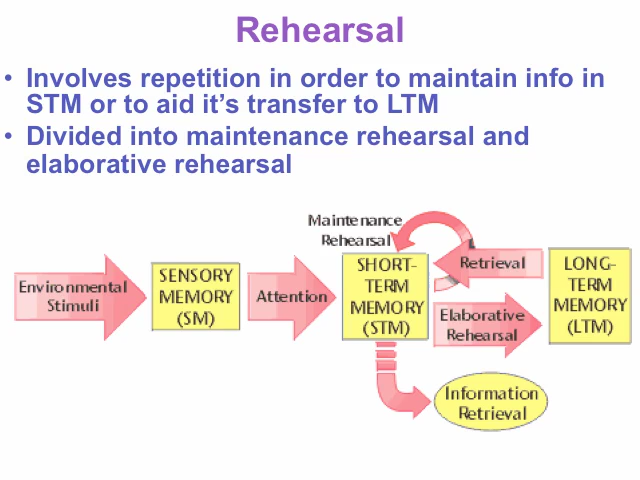 Rehearsal
• Involves repetition in order to maintain info in
STM or to aid it's transfer to LTM
• Divided into maintenance rehearsal and
elaborative rehearsal
Maintenance
Rehearsal
Environmental
Stimuli
SENSORY
MEMORY
(SM)
Attention
SHORT-
TERM
MEMORY
(STM)
Retrieval
Elaborative
Rehearsal
LONG-
TERM
MEMORY
(LTM)
Information
Retrieval